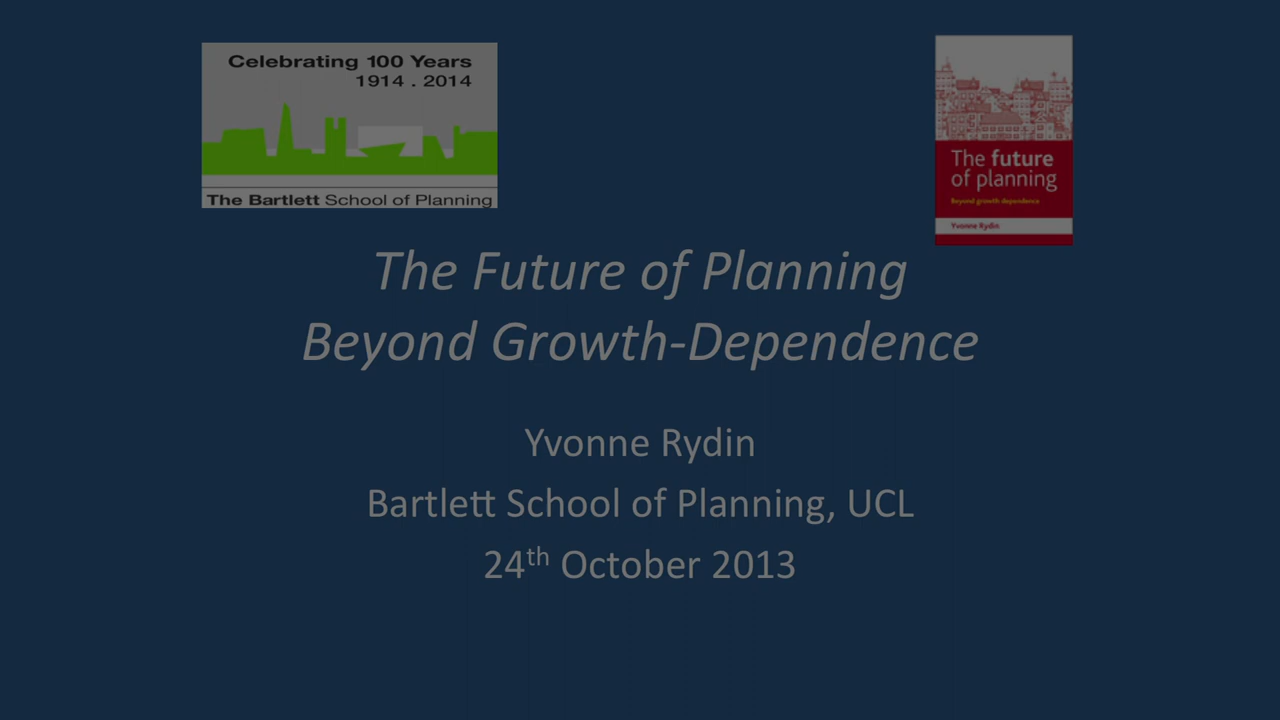 Celebrating 100 Years
1914 . 2014
The Bartlett School of Planning
The future
of planning
Beyond growth dependence
Yvonne Rydin
The Future of Planning
Beyond Growth-Dependence
Yvonne Rydin
Bartlett School of Planning, UCL
24th October 2013